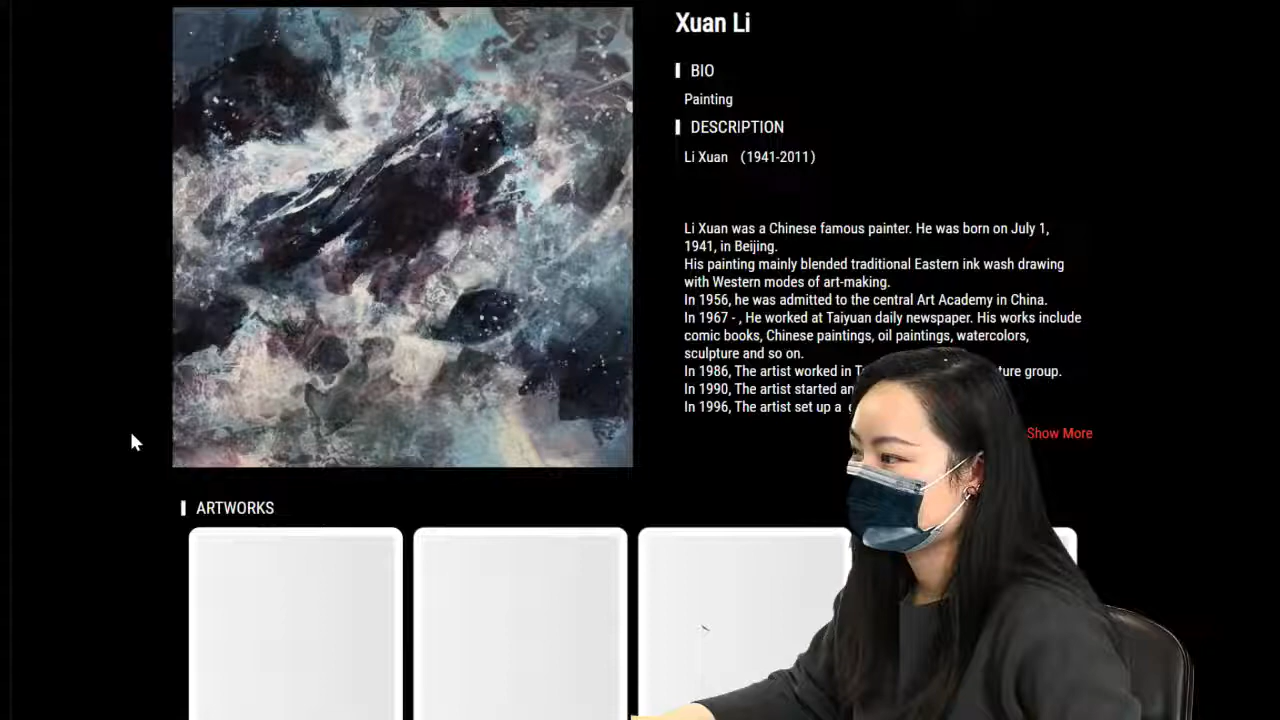 Xuan Li
BIO
Painting
DESCRIPTION
Li Xuan (1941-2011)
Li Xuan was a Chinese famous painter. He was born on July 1,
1941, in Beijing.
His painting mainly blended traditional Eastern ink wash drawing
with Western modes of art-making.
In 1956, he was admitted to the central Art Academy in China.
In 1967 - , He worked at Taiyuan daily newspaper. His works include
comic books, Chinese paintings, oil paintings, watercolors,
sculpture and so on.
In 1986, The artist worked in group.
In 1990, The artist started
In 1996, The artist set up a
Show More
ARTWORKS